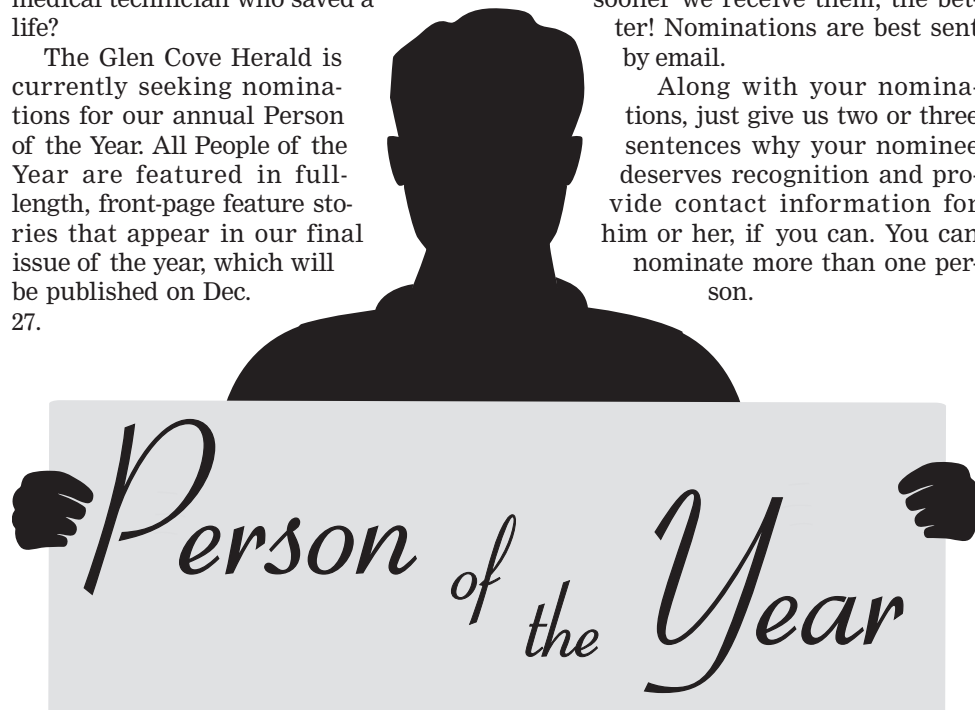 medical technician who saved a
life?
The Glen Cove Herald is
currently seeking nomina-
tions for our annual Person
of the Year. All People of the
Year are featured in full-
length, front-page feature sto-
ries that appear in our final
issue of the year, which will
be published on Dec.
27.
sooner we receive them, the bet-
ter! Nominations are best sent
by email.
Along with your nomina-
tions, just give us two or three
sentences why your nominee
deserves recognition and pro-
vide contact information for
him or her, if you can. You can
nominate more than one per-
son.
Person of the Year